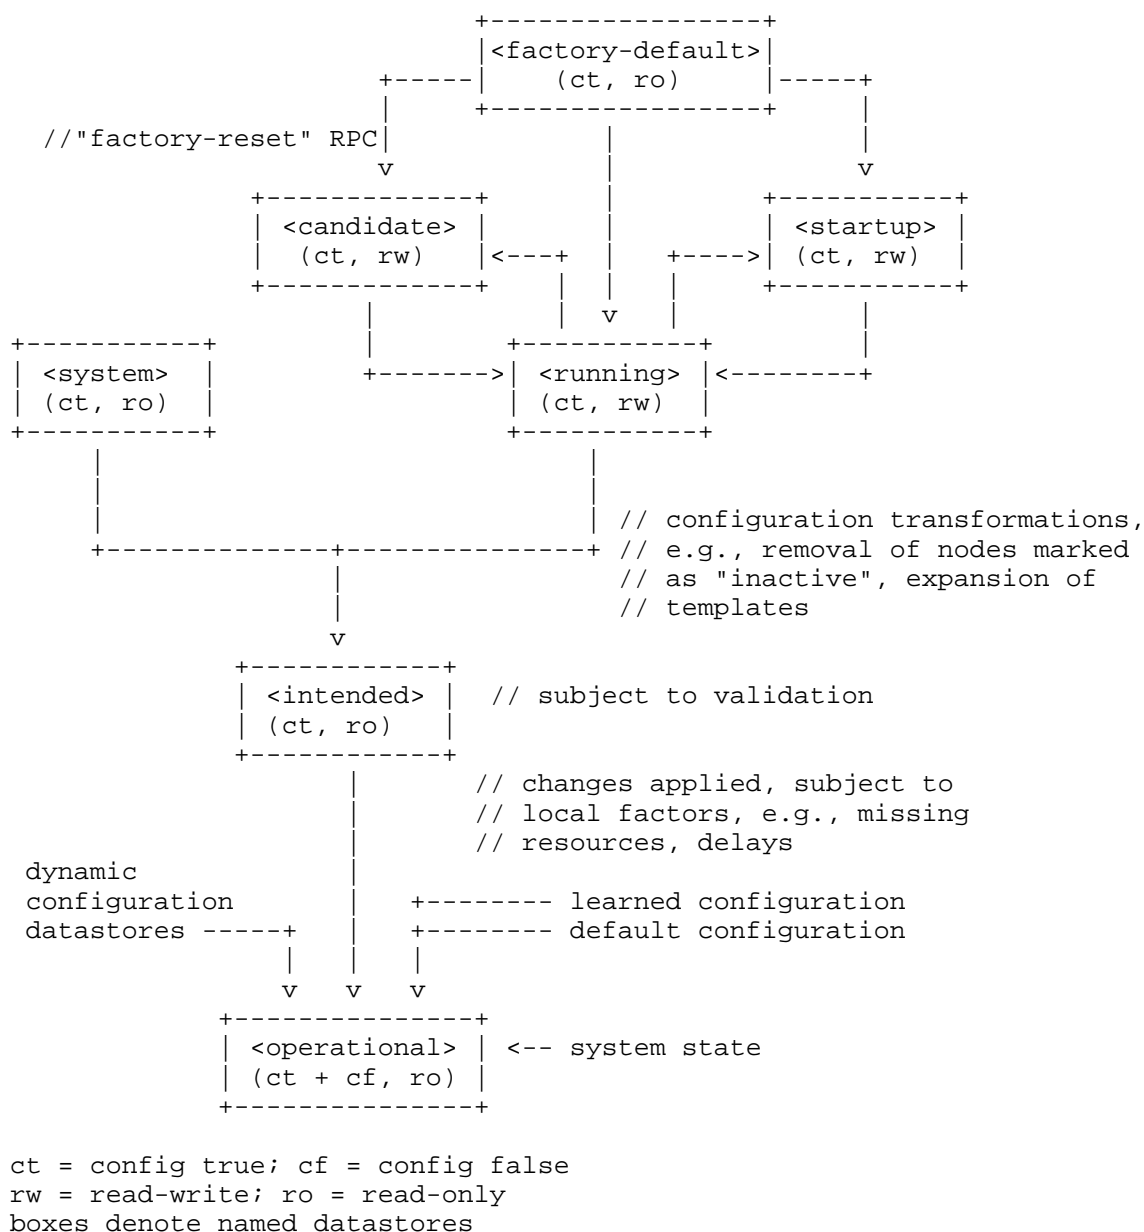 <factory-default>
(ct, ro)
//"factory-reset" RPC
<candidate> <startup>
(ct, rw) (ct, rw)
<system> <running>
(ct, ro) (ct, rw)
// configuration transformations,
// e.g., removal of nodes marked
// as "inactive", expansion of
// templates
<intended> // subject to validation
(ct, ro)
// changes applied, subject to
// local factors, e.g., missing
// resources, delays
dynamic
configuration learned configuration
datastores default configuration
<operational> <-- system state
(ct + cf, ro)
ct = config true; cf = config false
rw = read-write; ro = read-only
boxes denote named datastores